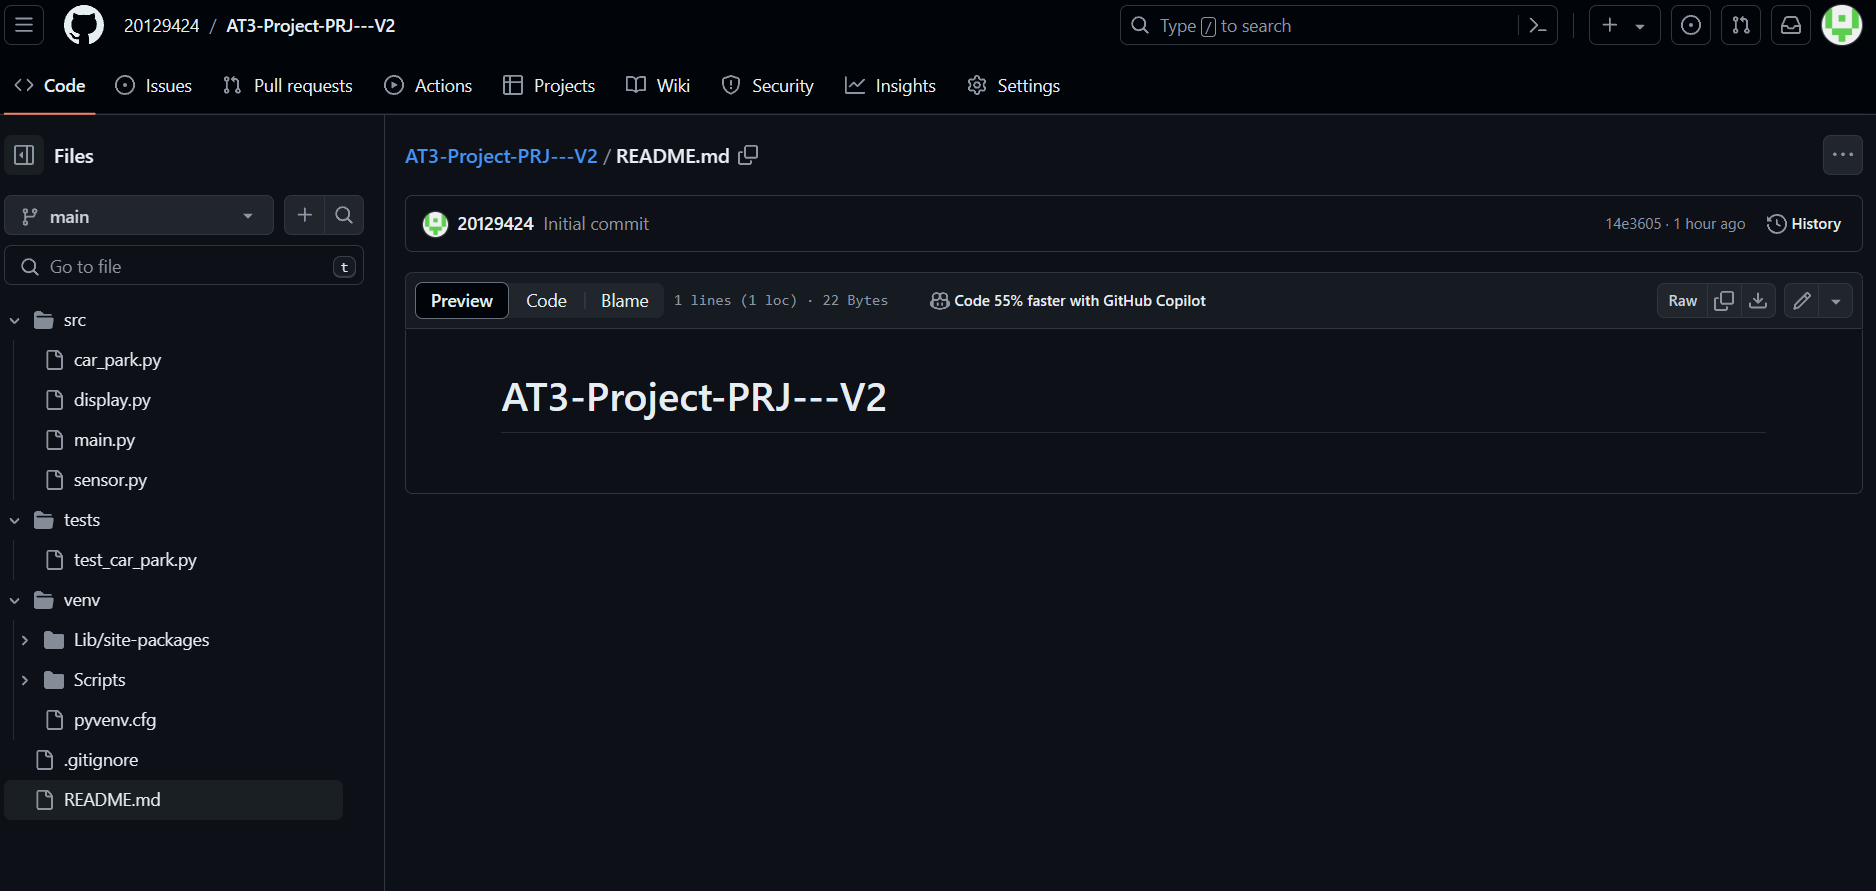 20129424 / AT3-Project-PRJ---V2
Type / to search
Code
Issues
Pull requests
Actions
Projects
Wiki
Security
Insights
Settings
Files
AT3-Project-PRJ---V2 / README.md
main
20129424 Initial commit
14e3605 · 1 hour ago
History
Go to file
t
Preview
Code
Blame
1 lines (1 loc) · 22 Bytes
Code 55% faster with GitHub Copilot
Raw
AT3-Project-PRJ---V2
src
car_park.py
display.py
main.py
sensor.py
tests
test_car_park.py
venv
Lib/site-packages
Scripts
pyvenv.cfg
.gitignore
README.md